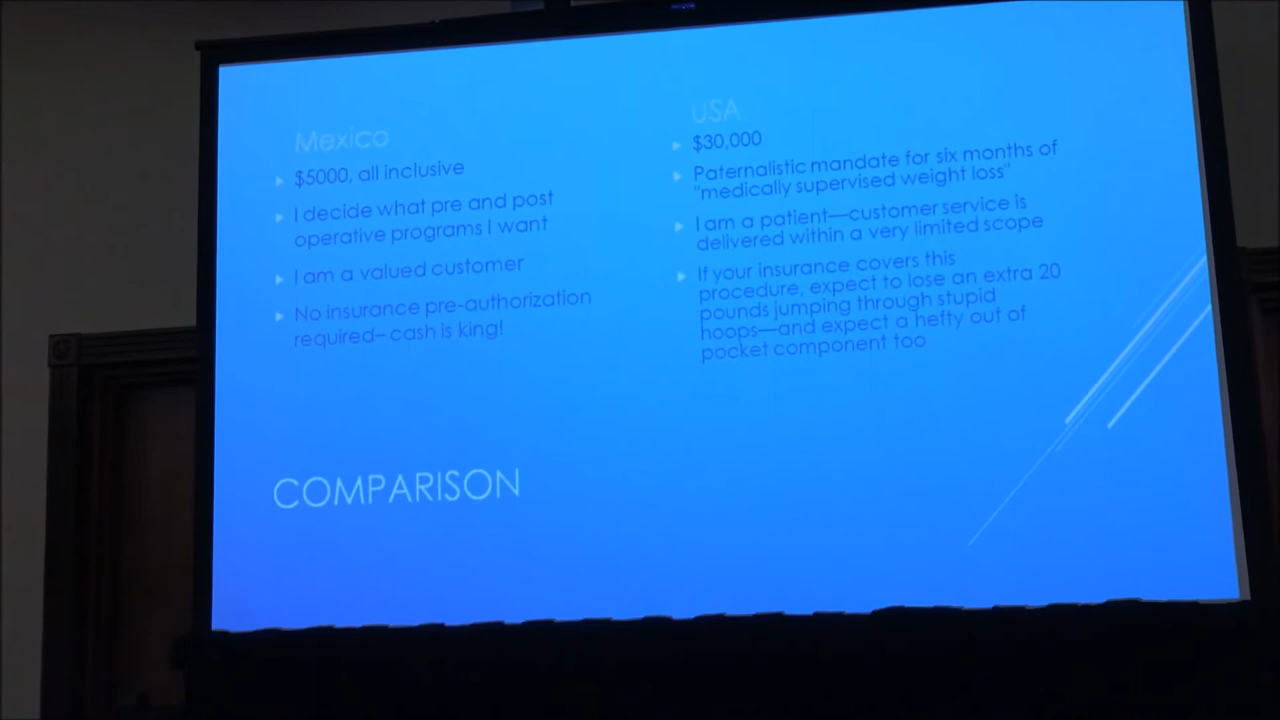 Mexico
$5000, all inclusive
I decide what pre and post
operative programs I want
I am a valued customer
No insurance pre-authorization
required– cash is king!
USA
$30,000
Paternalistic mandate for six months of
"medically supervised weight loss"
I am a patient—customer service is
delivered within a very limited scope
If your insurance covers this
procedure, expect to lose an extra 20
pounds jumping through stupid
hoops—and expect a hefty out of
pocket component too
COMPARISON